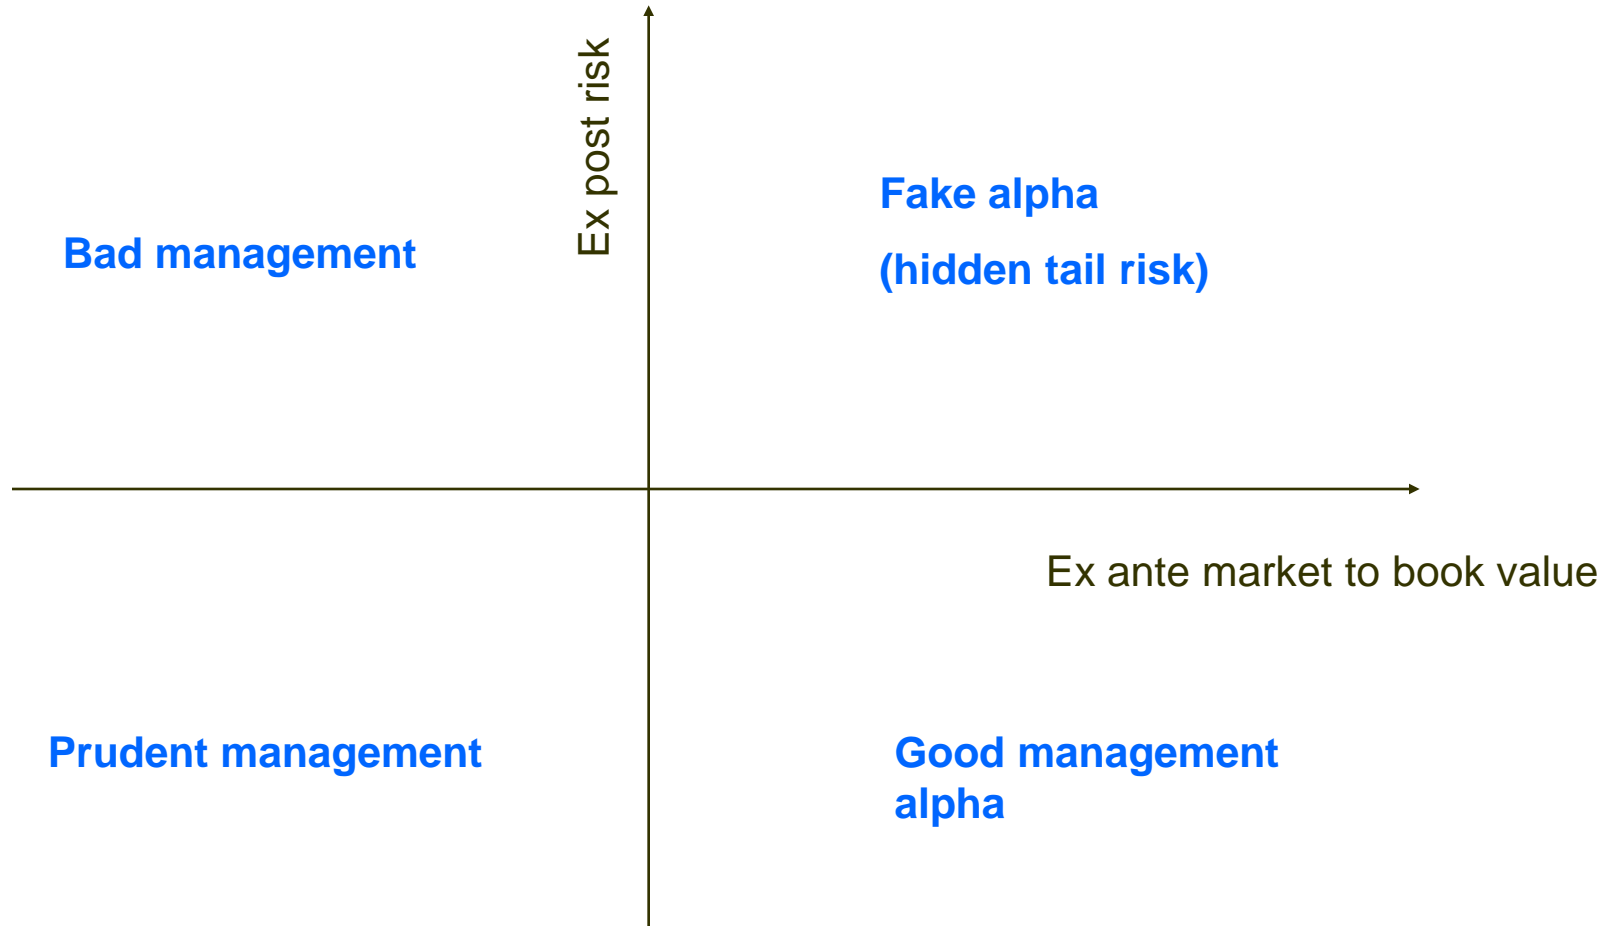 Ex post risk
Fake alpha
(hidden tail risk)
Bad management
Ex ante market to book value
Prudent management
Good management
alpha